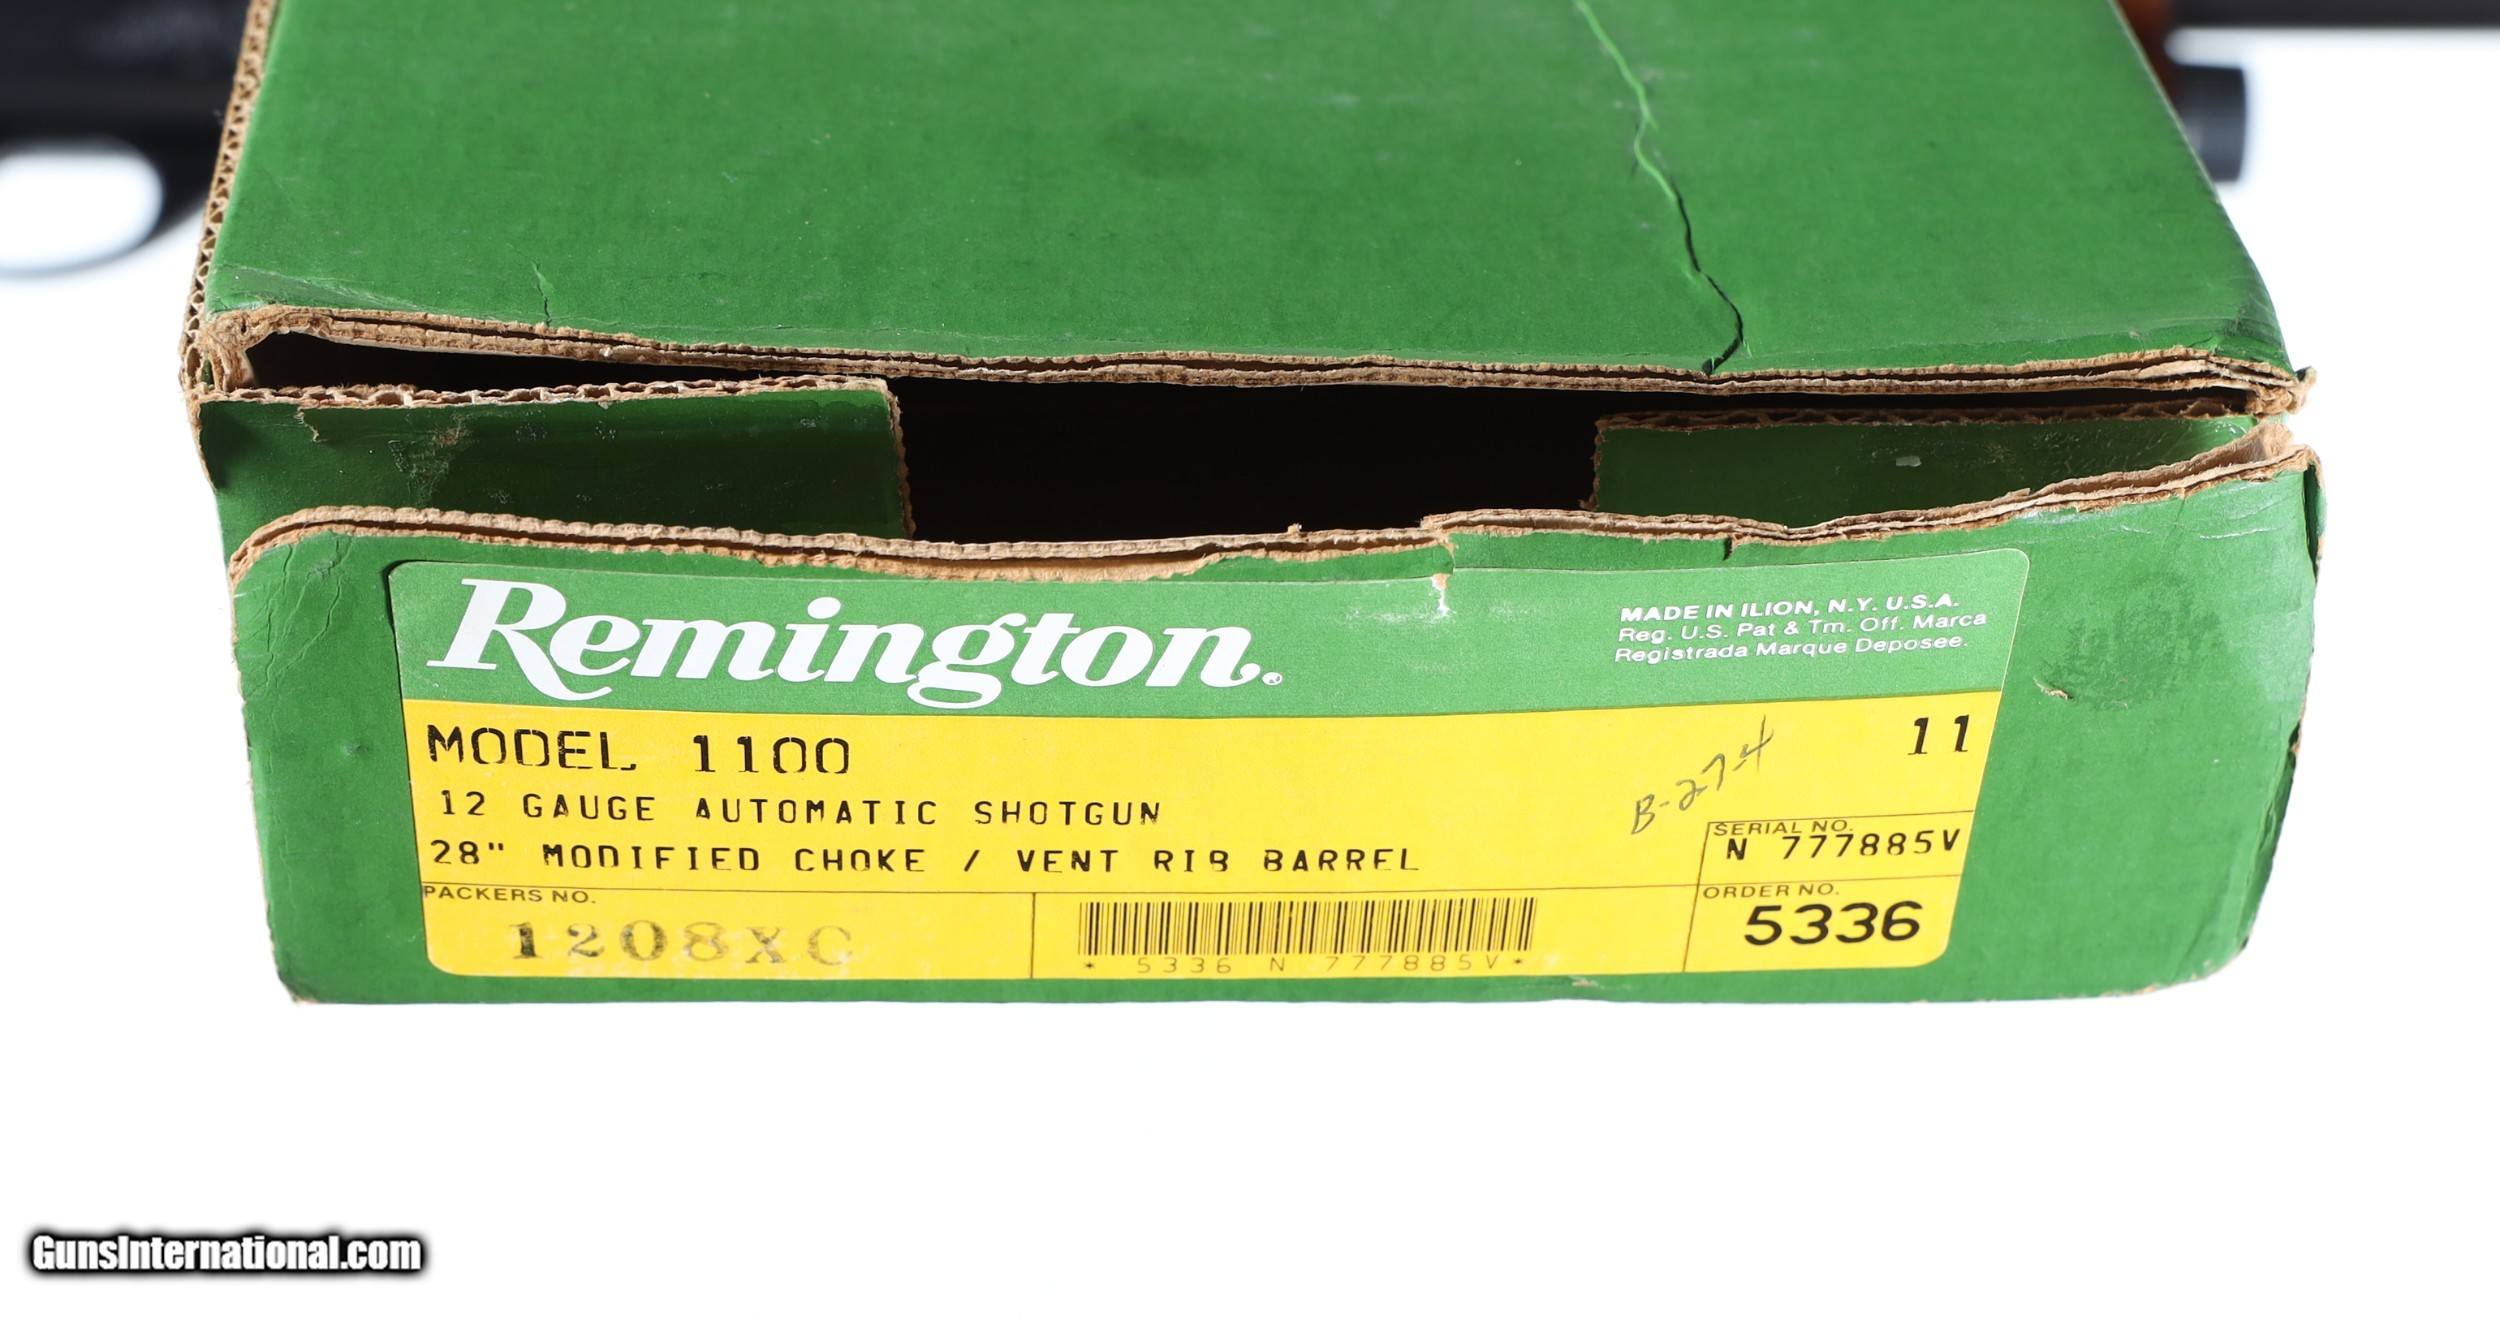 Remington®
MADE IN ILION, N.Y. U.S.A.
Reg. U.S. Pat & Tm. Off. Marca
Registrada Marque Deposee.
MODEL 1100
11
12 GAUGE AUTOMATIC SHOTGUN
B-274
28" MODIFIED CHOKE / VENT RIB BARREL
SERIAL NO.
N 777885V
PACKERS NO.
1208XC
* 5336 N 777885V*
ORDER NO.
5336
GunsInternational.com